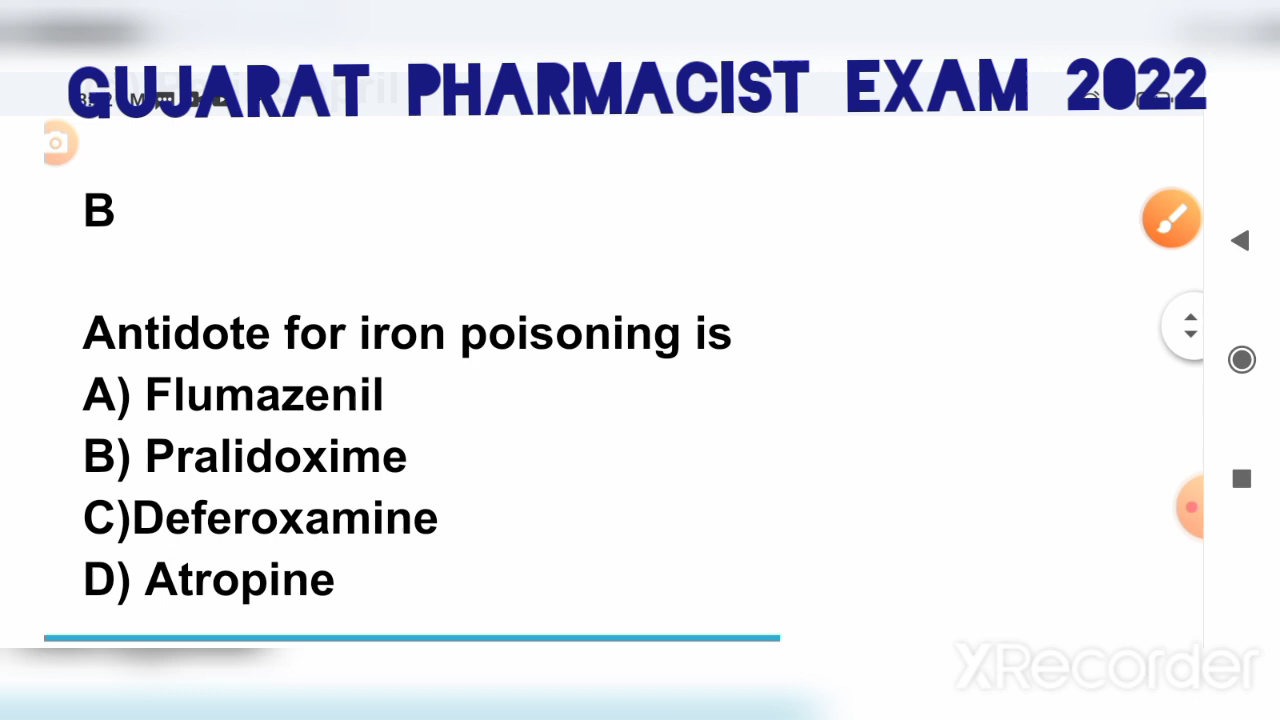 GUJARAT PHARMACIST EXAM 2022
B
Antidote for iron poisoning is
A) Flumazenil
B) Pralidoxime
C)Deferoxamine
D) Atropine
XRecorder